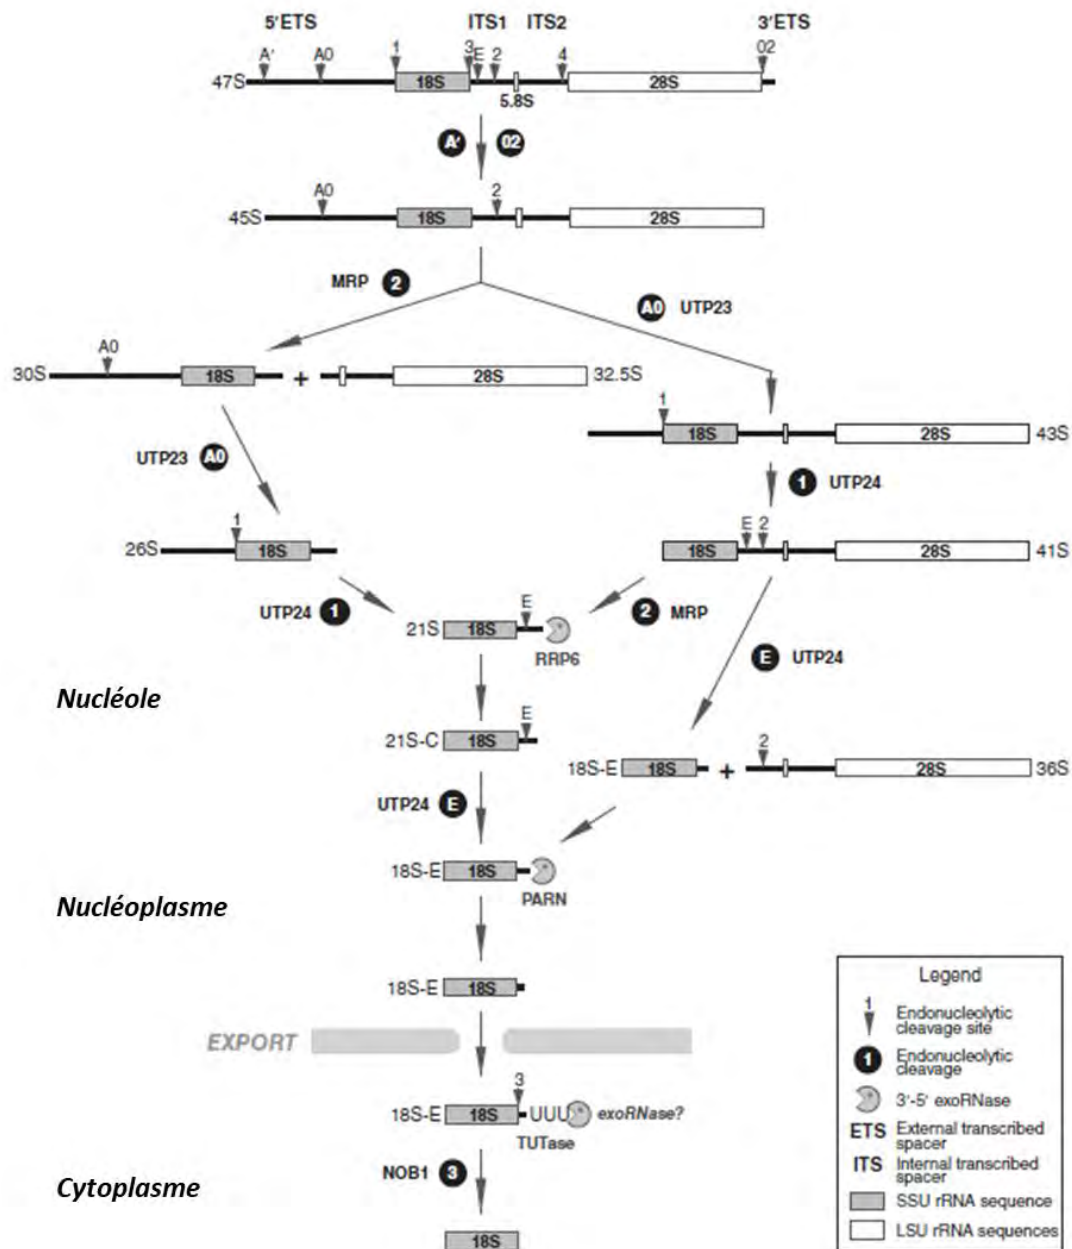 5'ETS ITS1 ITS2 3'ETS
A' A0 1 3 E 2 4 02
47S 18S 28S
5.8S
A' 02
A0 2
45S 18S 28S
MRP 2
A0 UTP23
A0
30S 18S + 28S 32.5S
1
18S 28S 43S
UTP23 A0
1 UTP24
1 E 2
26S 18S 18S 28S 41S
UTP24 1 E 2 MRP
21S 18S
RRP6
E UTP24
Nucléole
E
21S-C 18S
2
18S-E 18S + 28S 36S
UTP24 E
18S-E 18S
PARN
Nucléoplasme
18S-E 18S
EXPORT
3
18S-E 18S UUU exoRNase?
TUTase
NOB1 3
Cytoplasme
18S
Legend
1
Endonucleolytic
cleavage site
1 Endonucleolytic
cleavage
3'-5' exoRNase
ETS External transcribed
spacer
ITS Internal transcribed
spacer
SSU rRNA sequence
LSU rRNA sequences